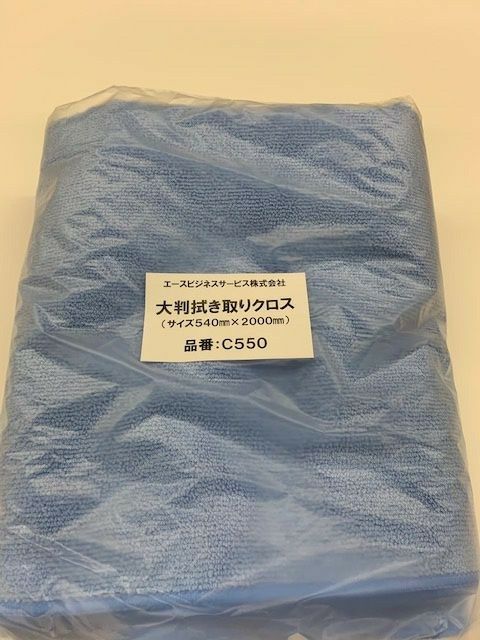 エースビジネスサービス株式会社
大判拭き取りクロス
(サイズ540㎜×2000㎜)
品番:C550